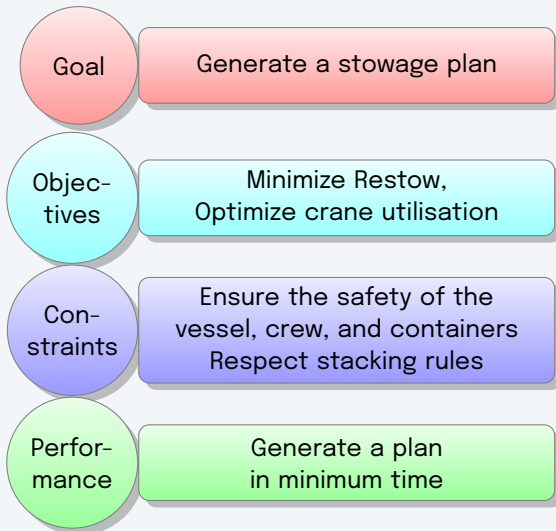 Goal
Generate a stowage plan
Objec-
tives
Minimize Restow,
Optimize crane utilisation
Con-
straints
Ensure the safety of the
vessel, crew, and containers
Respect stacking rules
Perfor-
mance
Generate a plan
in minimum time